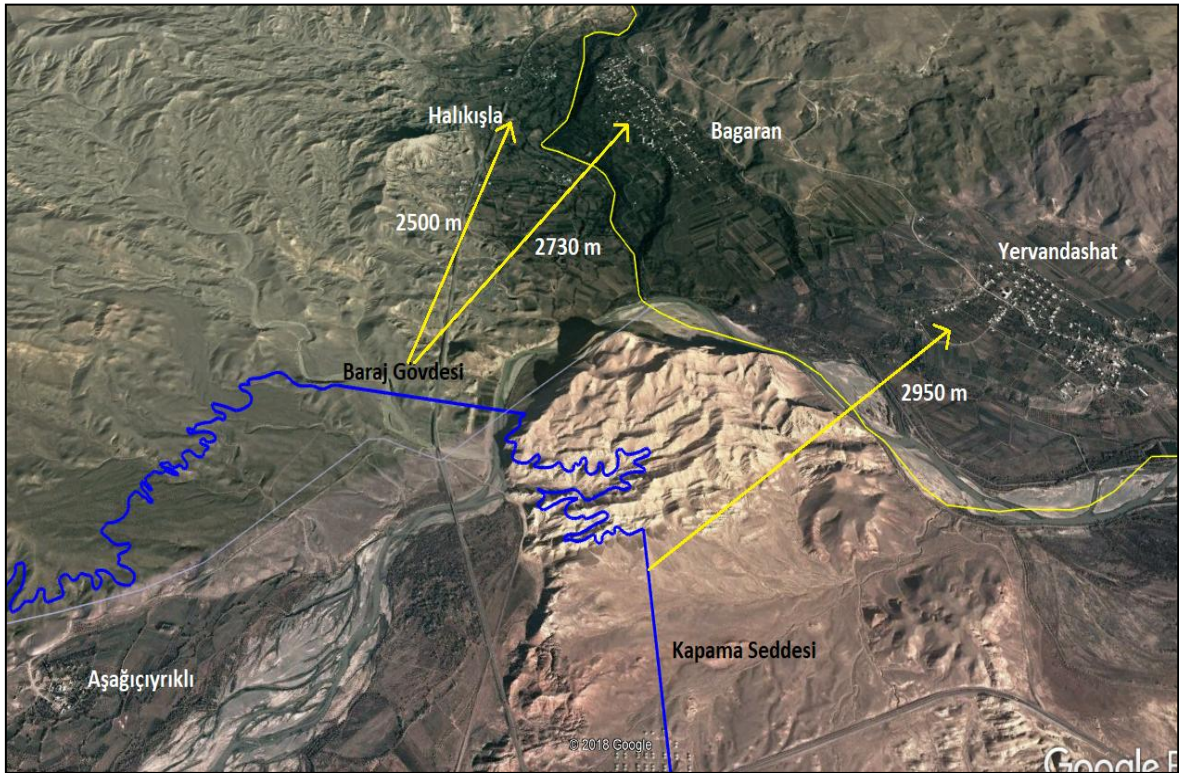 Halıkışla
Bagaran
2500 m
2730 m
Yervandashat
Baraj Gövdesi
2950 m
Kapama Seddesi
Aşağıçıyrıklı
© 2018 Google
Google